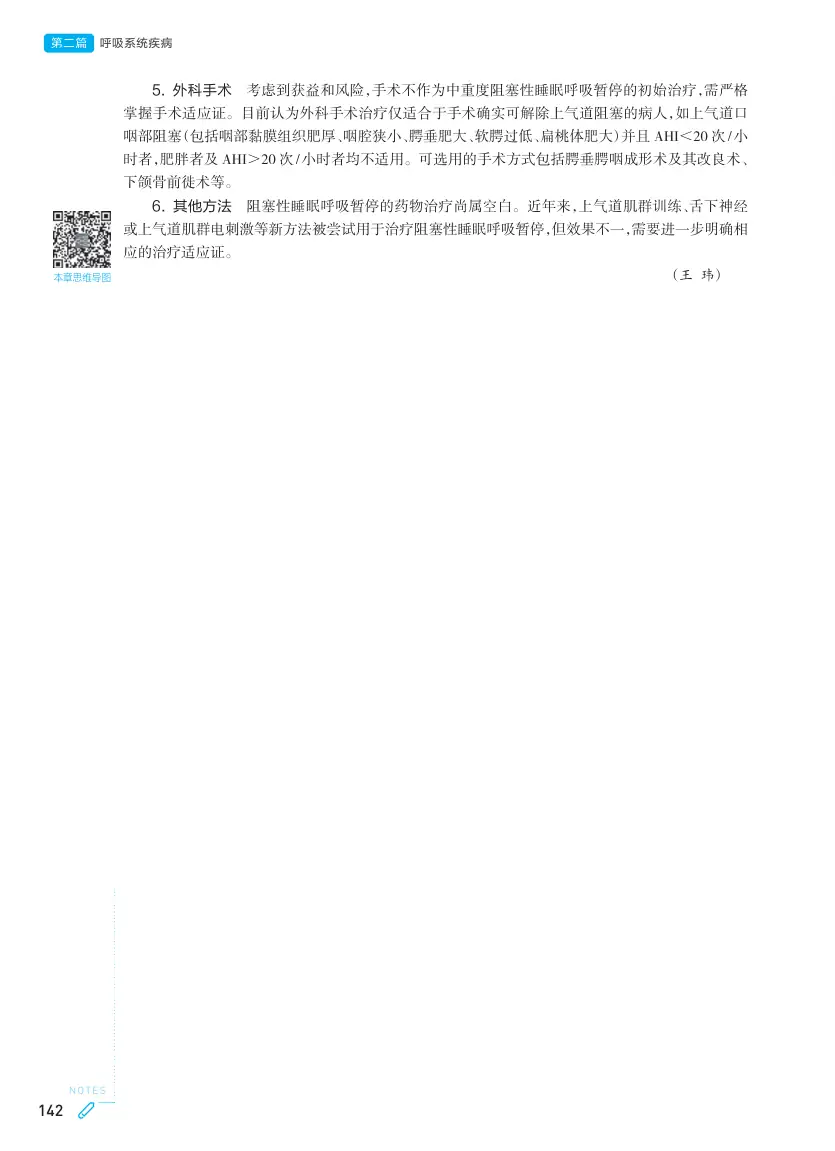 第二篇 呼吸系统疾病
5. 外科手术 考虑到获益和风险,手术不作为中重度阻塞性睡眠呼吸暂停的初始治疗,需严格
掌握手术适应证。目前认为外科手术治疗仅适合于手术确实可解除上气道阻塞的病人,如上气道口
咽部阻塞(包括咽部黏膜组织肥厚、咽腔狭小、腭垂肥大、软腭过低、扁桃体肥大)并且 AHI<20 次/小
时者,肥胖者及 AHI>20 次/小时者均不适用。可选用的手术方式包括腭垂腭咽成形术及其改良术、
下颌骨前徙术等。
6. 其他方法 阻塞性睡眠呼吸暂停的药物治疗尚属空白。近年来,上气道肌群训练、舌下神经
或上气道肌群电刺激等新方法被尝试用于治疗阻塞性睡眠呼吸暂停,但效果不一,需要进一步明确相
应的治疗适应证。
本章思维导图
(王 玮)
NOTES
142